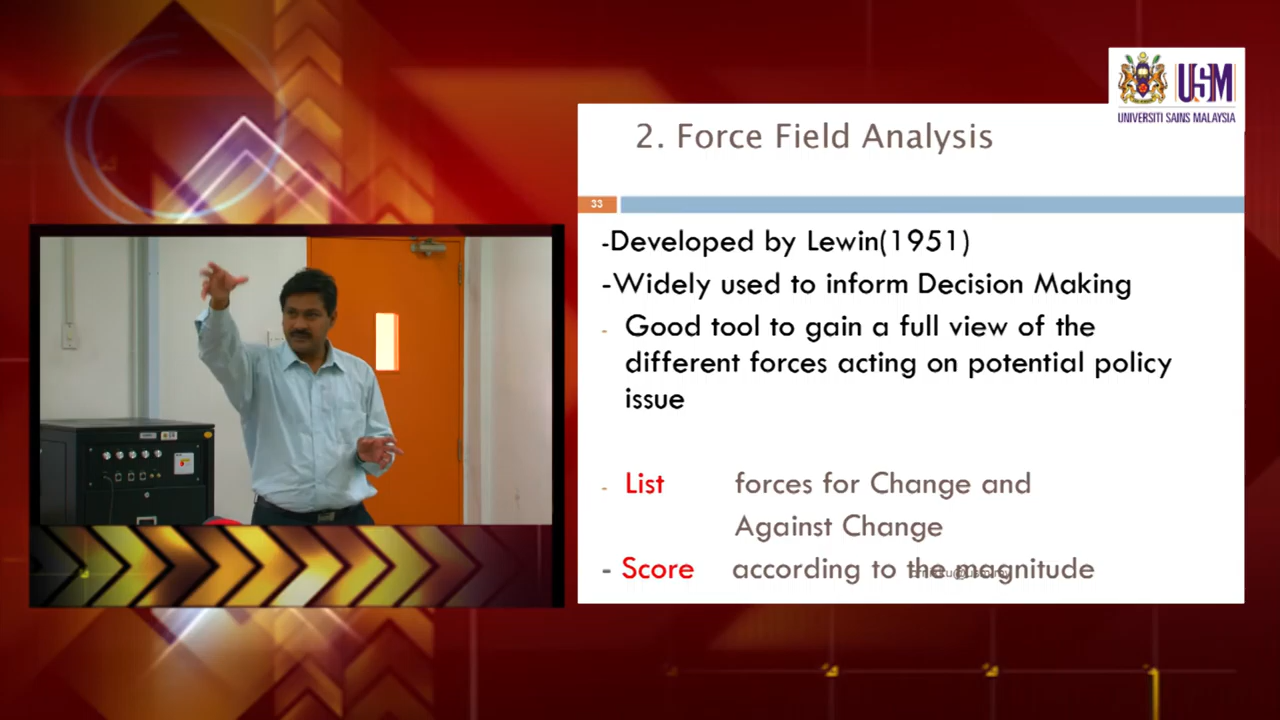 USM
UNIVERSITI SAINS MALAYSIA
2. Force Field Analysis
33
-Developed by Lewin(1951)
-Widely used to inform Decision Making
- Good tool to gain a full view of the
different forces acting on potential policy
issue
- List forces for Change and
Against Change
- Score according to the magnitude